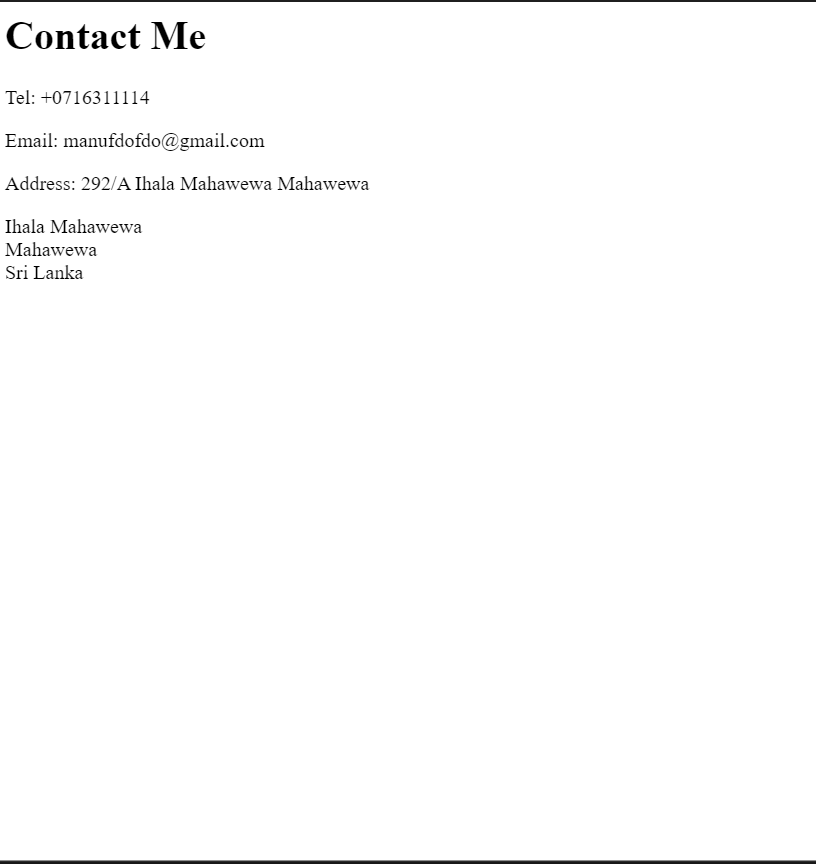 Contact Me
Tel: +0716311114
Email: manufdofdo@gmail.com
Address: 292/A Ihala Mahawewa Mahawewa
Ihala Mahawewa
Mahawewa
Sri Lanka